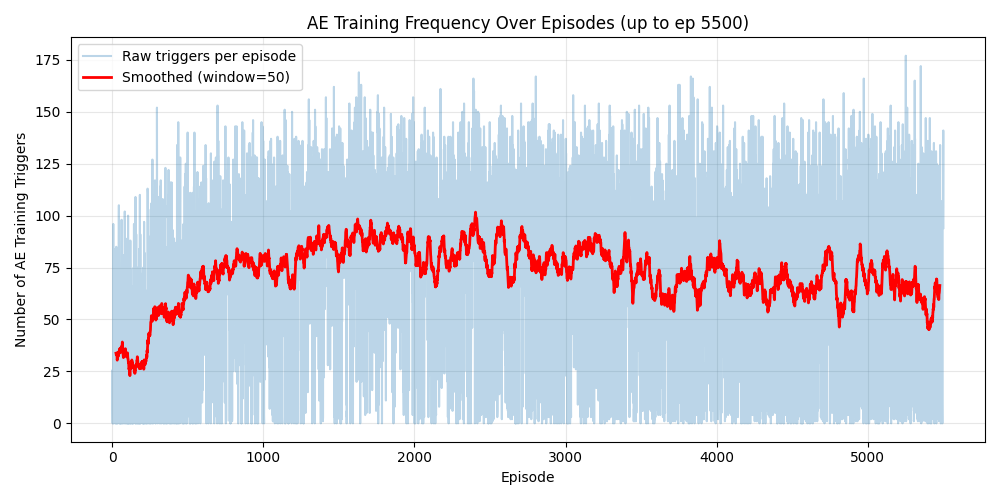 AE Training Frequency Over Episodes (up to ep 5500)
Raw triggers per episode
Smoothed (window=50)
Number of AE Training Triggers
175
150
125
100
75
50
25
0
0 1000 2000 3000 4000 5000
Episode